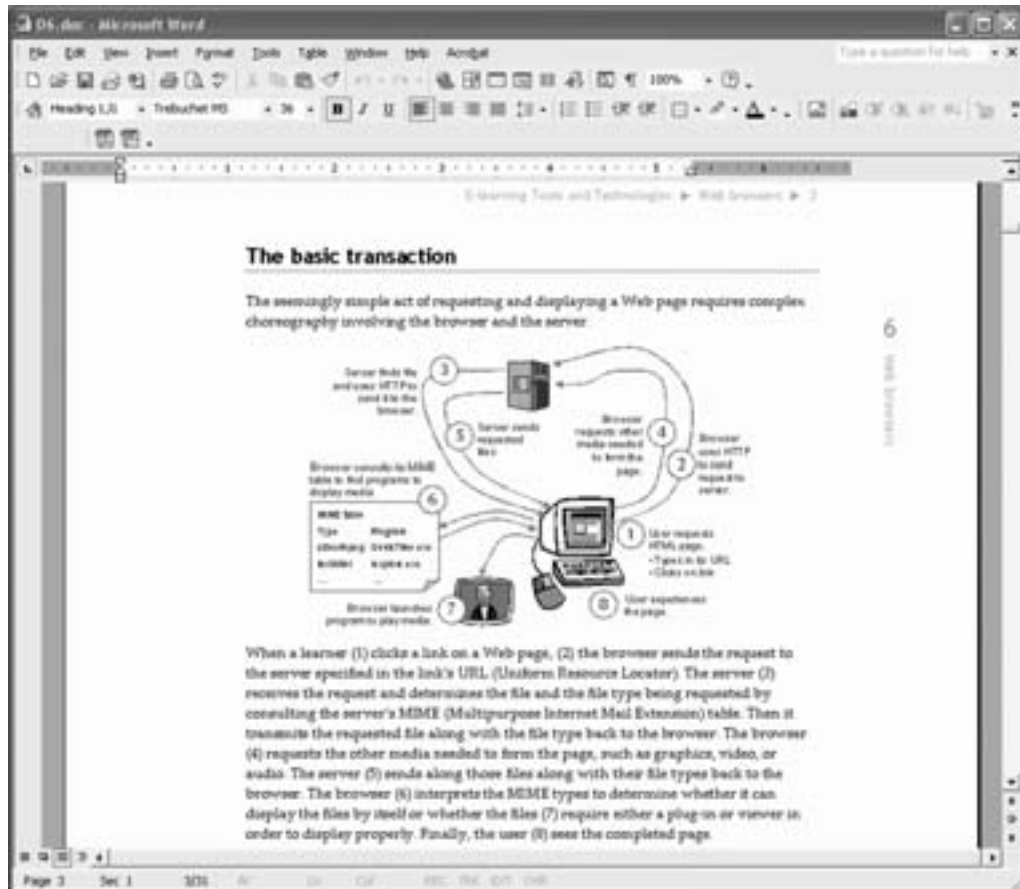 06.doc - Microsoft Word
File Edit View Insert Format Tools Table Window Help Acrobat
Type a question for help
100%
Heading 1,h Trebuchet MS 36 B I U
1 2 3 4 5
E-learning Tools and Technologies ► Web browsers ► 3
The basic transaction
The seemingly simple act of requesting and displaying a Web page requires complex
choreography involving the browser and the server.
6 Web browsers
3
Server finds file
and uses HTTP to
send it to the
browser.
5
Server sends
requested
files.
Browser
requests other
media needed
to form the
page.
4
2
Browser
uses HTTP
to send
request to
server.
Browser consults its MIME
table to find programs to
display media
6
MIME table
Type Program
1
User requests
HTML page.
• Types in its URL
• Clicks on link
Browser launches
program to play media.
7
8
User experiences
the page.
When a learner (1) clicks a link on a Web page, (2) the browser sends the request to
the server specified in the link's URL (Uniform Resource Locator). The server (3)
receives the request and determines the file and the file type being requested by
consulting the server's MIME (Multipurpose Internet Mail Extension) table. Then it
transmits the requested file along with the file type back to the browser. The browser
(4) requests the other media needed to form the page, such as graphics, video, or
audio. The server (5) sends along those files along with their file types back to the
browser. The browser (6) interprets the MIME types to determine whether it can
display the files by itself or whether the files (7) require either a plug-in or viewer in
order to display properly. Finally, the user (8) sees the completed page.
Page 3 Sec 1 3/31 At Ln Col REC TRK EXT OVR